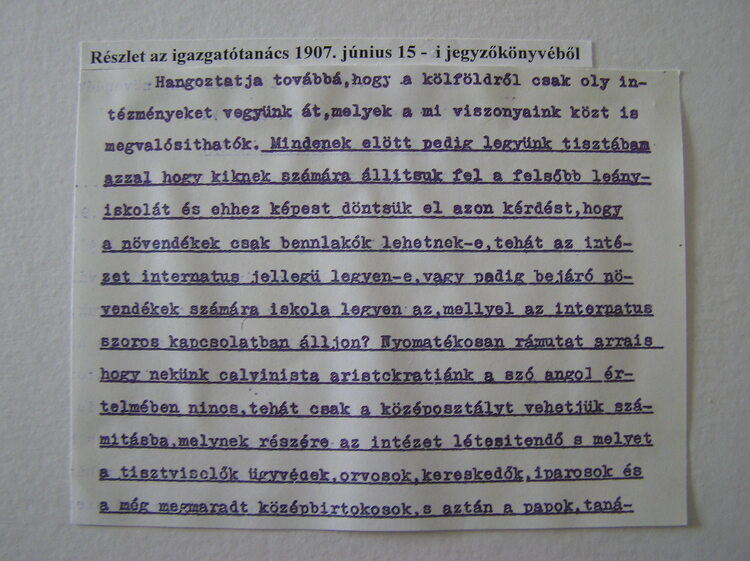 Részlet az igazgatótanács 1907. június 15 - i jegyzőkönyvéből
Hangoztatja továbbá,hogy a kölföldről csak oly in-
tézményeket vegyünk át,melyek a mi viszonyaink közt is
megvalósithatók. Mindenek elött pedig legyünk tisztában
azzal hogy kiknek számára állitsuk fel a felsőbb leány-
iskolát és ehhez képest döntsük el azon kérdést,hogy
a növendékek csak bennlakók lehetnek-e,tehát az inté-
zet internatus jellegü legyen-e,vagy padig bejáró nö-
vendékek számára iskola legyen az,mellyel az internatus
szoros kapcsolatban álljon? Nyomatékosan rámutat arrais
hogy nekünk calvinista aristokratiánk a szó angol ér-
telmében nincs,tehát csak a középosztályt vehetjük szá-
mitásba,melynek részére az intézet létesitendő s melyet
a tisztviselők ügyvédek,orvosok,kereskedők,iparosok és
a még megmaradt középbirtokosok,s aztán a papok,taná-